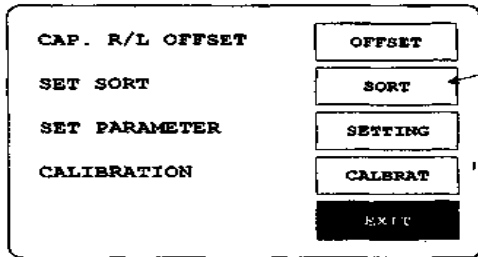 CAP. R/L OFFSET OFFSET
SET SORT SORT
SET PARAMETER SETTING
CALIBRATION CALBRAT
EXIT